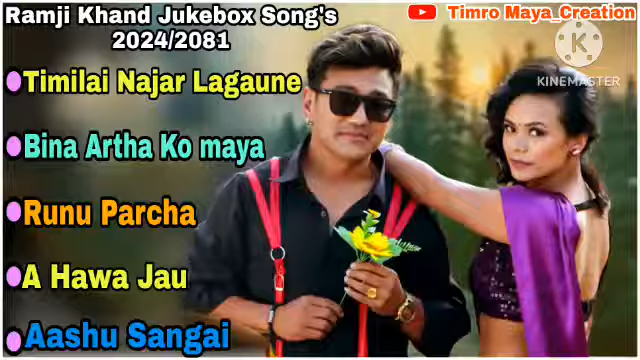 Ramji Khand Jukebox Song's
2024/2081
Timro Maya_Creation
KINEMASTER
Timilai Najar Lagaune
Bina Artha Ko maya
Runu Parcha
A Hawa Jau
Aashu Sangai